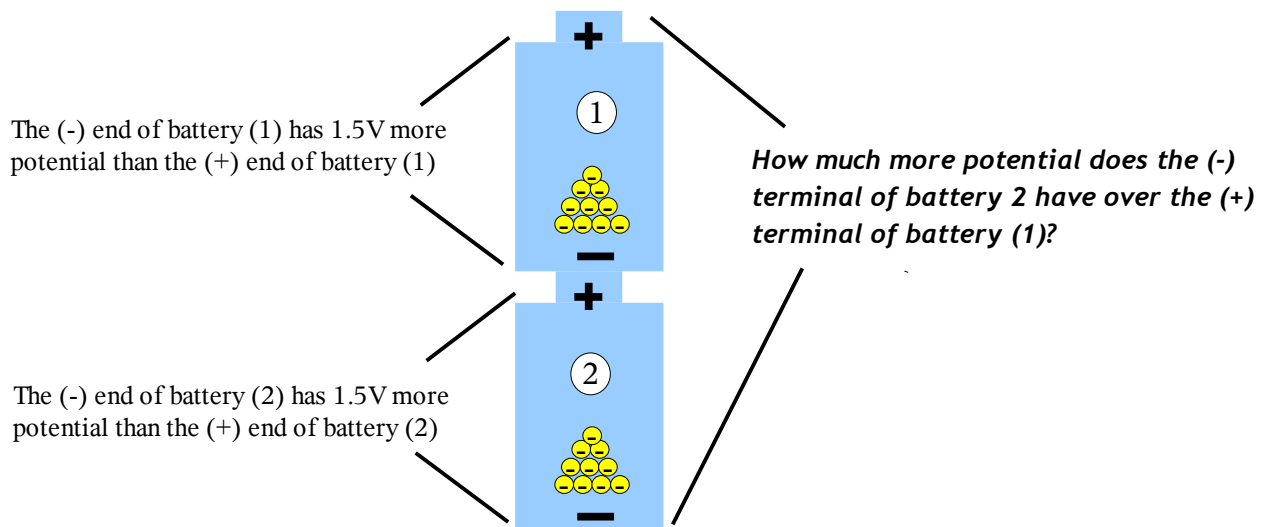 +
1
The (-) end of battery (1) has 1.5V more
potential than the (+) end of battery (1)
How much more potential does the (-)
terminal of battery 2 have over the (+)
terminal of battery (1)?
`
-
- -
- - -
- - - -
—
+
2
The (-) end of battery (2) has 1.5V more
potential than the (+) end of battery (2)
-
- -
- - -
- - - -
—